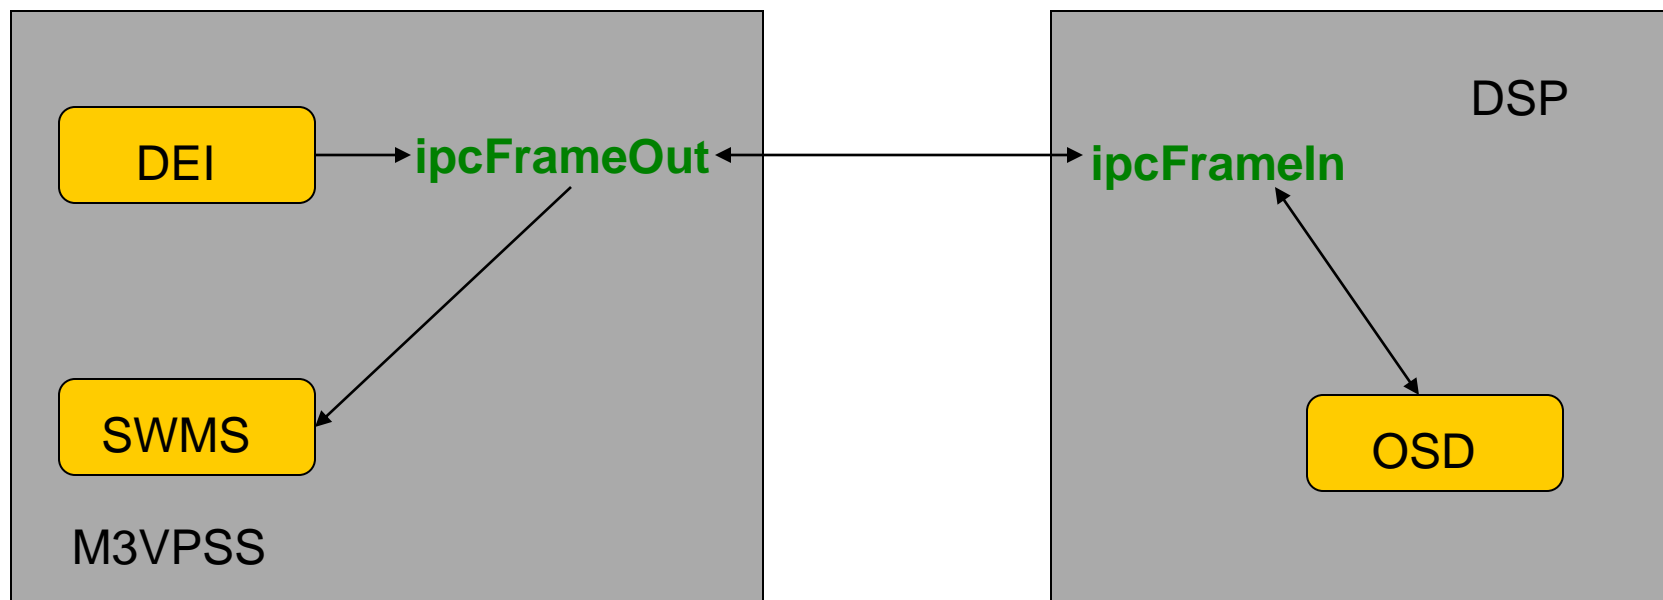 DEI
ipcFrameOut
SWMS
M3VPSS
DSP
ipcFrameIn
OSD